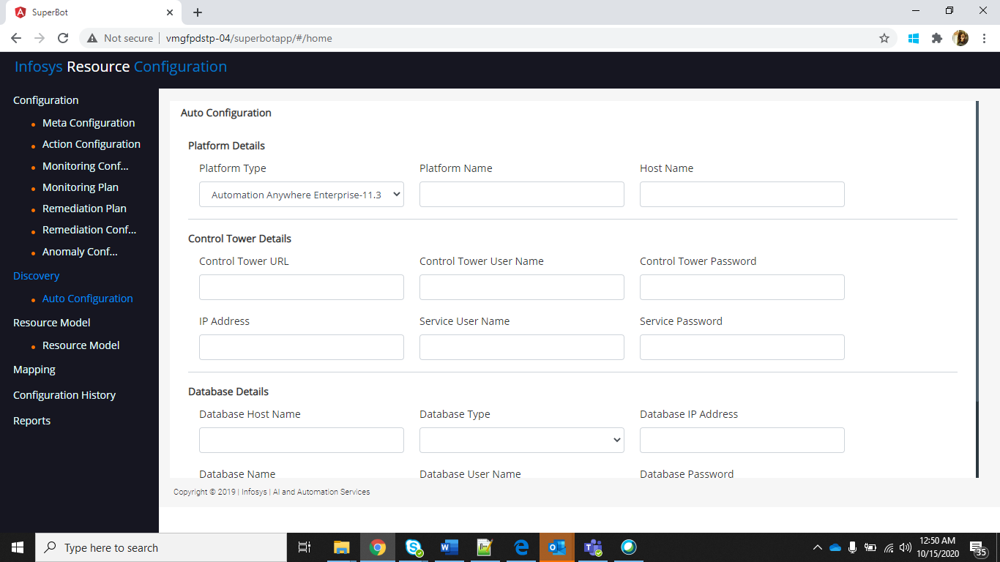 SuperBot
Not secure
vmgfpdstp-04/superbotapp/#/home
Infosys Resource Configuration
Configuration
Meta Configuration
Action Configuration
Monitoring Conf...
Monitoring Plan
Remediation Plan
Remediation Conf...
Anomaly Conf...
Discovery
Auto Configuration
Resource Model
Resource Model
Mapping
Configuration History
Reports
Auto Configuration
Platform Details
Platform Type Platform Name Host Name
Automation Anywhere Enterprise-11.3
Control Tower Details
Control Tower URL Control Tower User Name Control Tower Password
IP Address Service User Name Service Password
Database Details
Database Host Name Database Type Database IP Address
Database Name Database User Name Database Password
Copyright © 2019 | Infosys | AI and Automation Services
Type here to search
12:50 AM
10/15/2020
35